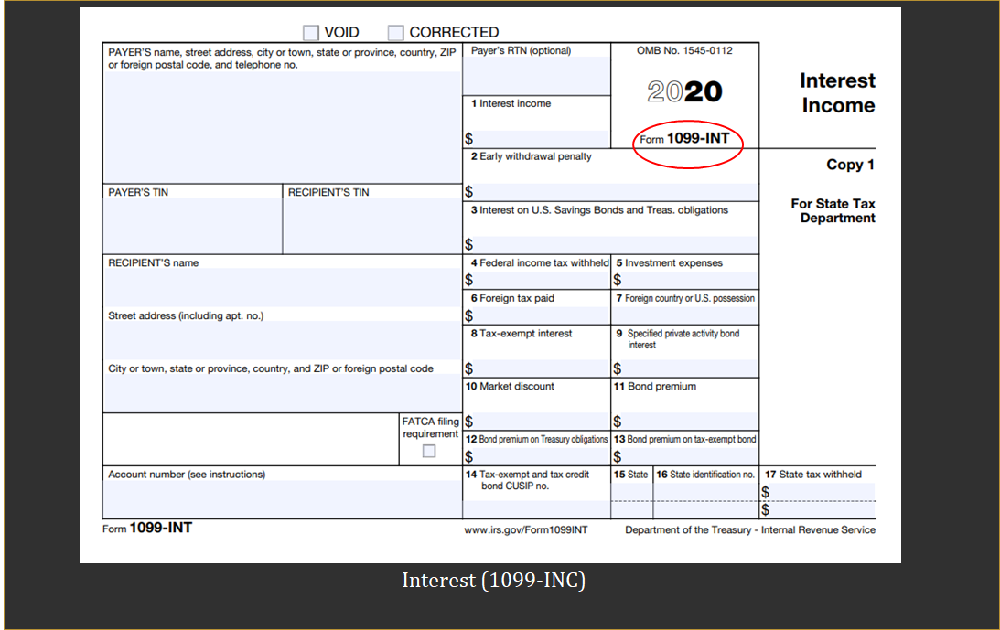 VOID CORRECTED
PAYER'S name, street address, city or town, state or province, country, ZIP
or foreign postal code, and telephone no.
Payer's RTN (optional)
OMB No. 1545-0112
2020
Form 1099-INT
Interest
Income
1 Interest income
$
2 Early withdrawal penalty
$
Copy 1
For State Tax
Department
PAYER'S TIN
RECIPIENT'S TIN
3 Interest on U.S. Savings Bonds and Treas. obligations
$
RECIPIENT'S name
4 Federal income tax withheld
$
5 Investment expenses
$
Street address (including apt. no.)
6 Foreign tax paid
$
7 Foreign country or U.S. possession
8 Tax-exempt interest
$
9 Specified private activity bond
interest
$
City or town, state or province, country, and ZIP or foreign postal code
10 Market discount
$
11 Bond premium
$
FATCA filing
requirement
12 Bond premium on Treasury obligations
$
13 Bond premium on tax-exempt bond
$
Account number (see instructions)
14 Tax-exempt and tax credit
bond CUSIP no.
15 State
16 State identification no.
17 State tax withheld
$
$
Form 1099-INT
www.irs.gov/Form1099INT
Department of the Treasury - Internal Revenue Service
Interest (1099-INC)